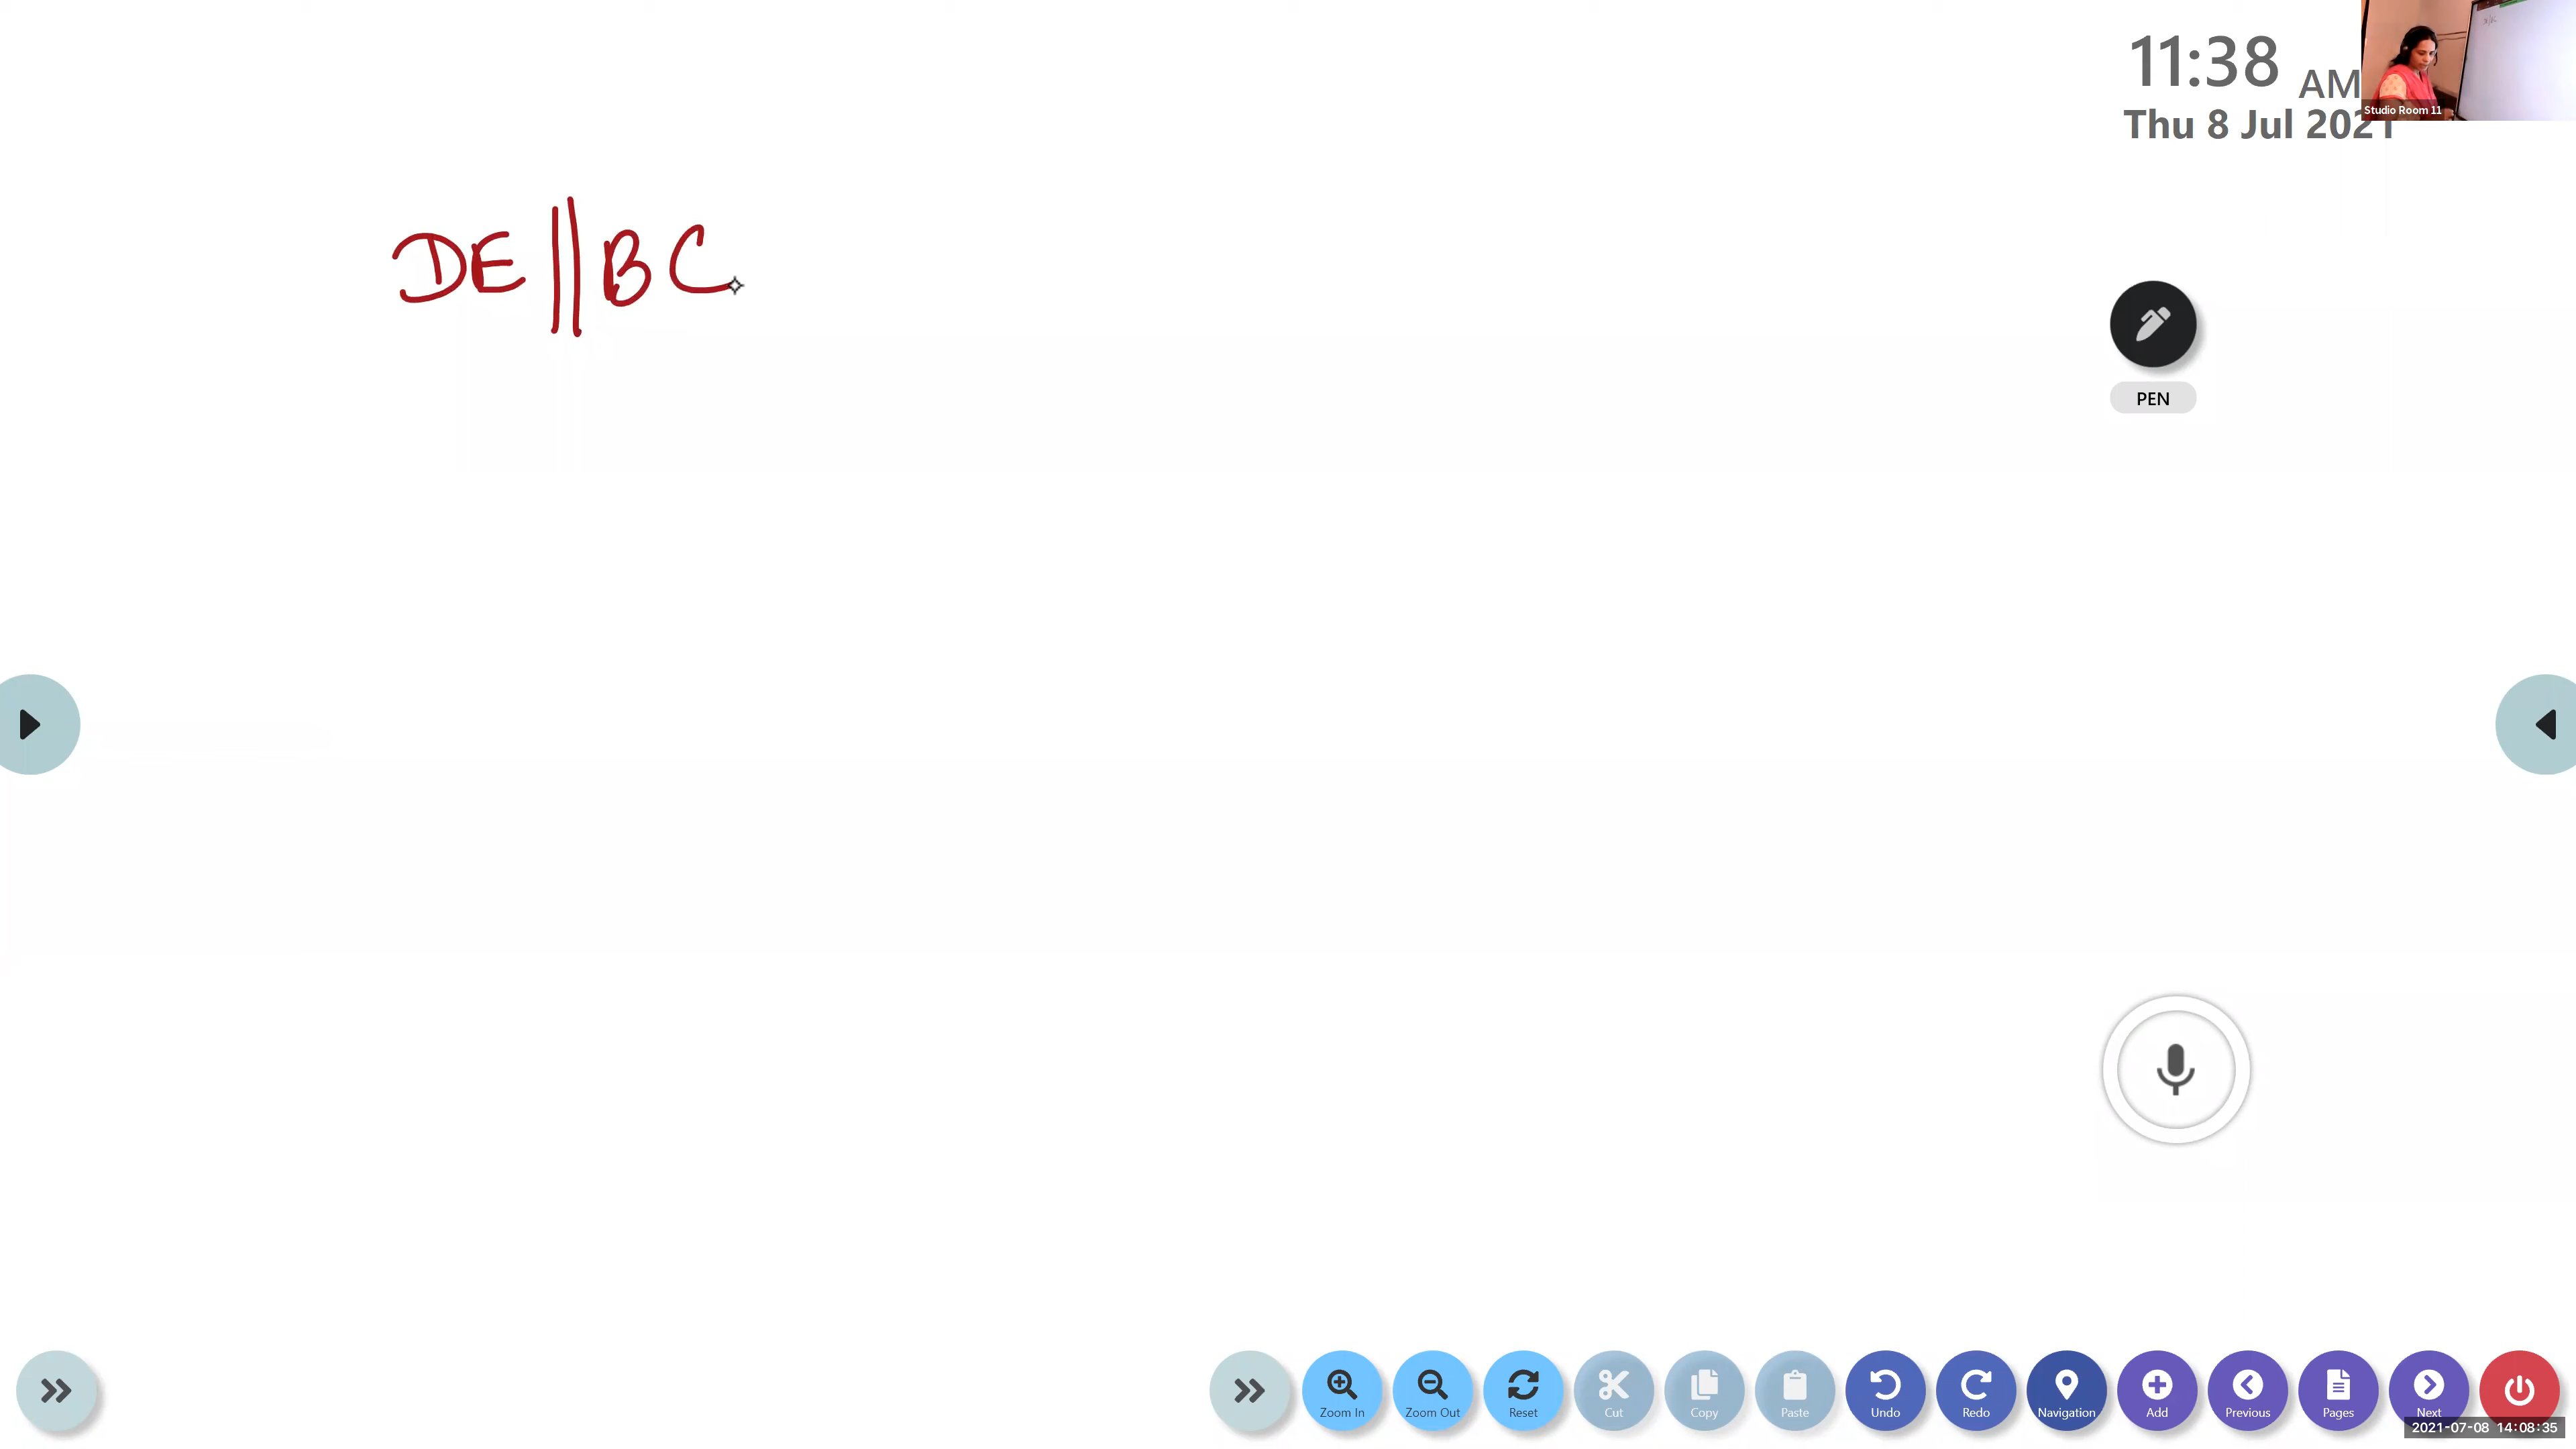 11:38 AM
Thu 8 Jul 2021
Studio Room 11
DE || BC
PEN
Zoom In
Zoom Out
Reset
Cut
Copy
Paste
Undo
Redo
Navigation
Add
Previous
Pages
Next
2021-07-08 14:08:35